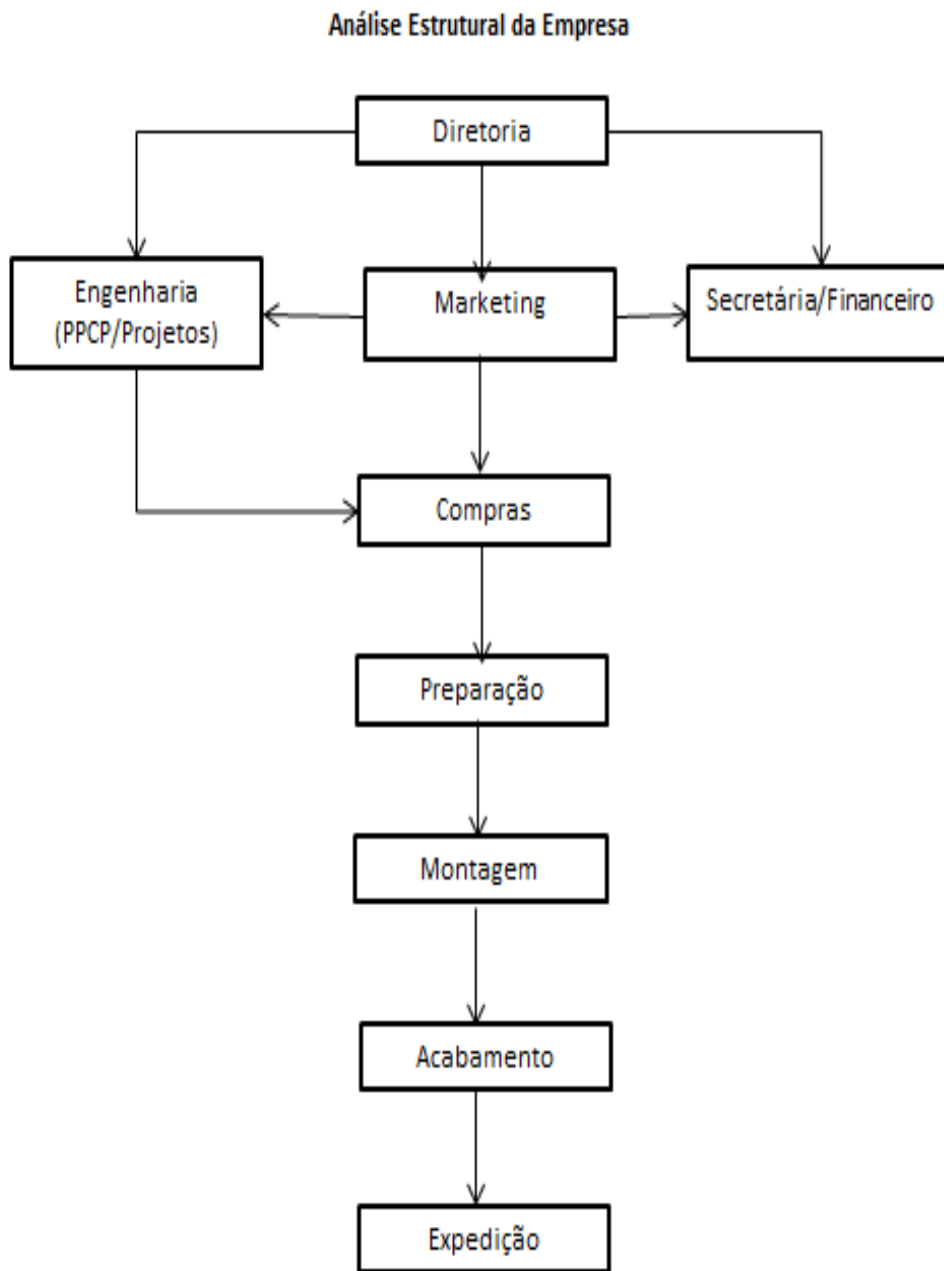 Análise Estrutural da Empresa
Diretoria
Engenharia
(PPCP/Projetos)
Marketing
Secretária/Financeiro
Compras
Preparação
Montagem
Acabamento
Expedição